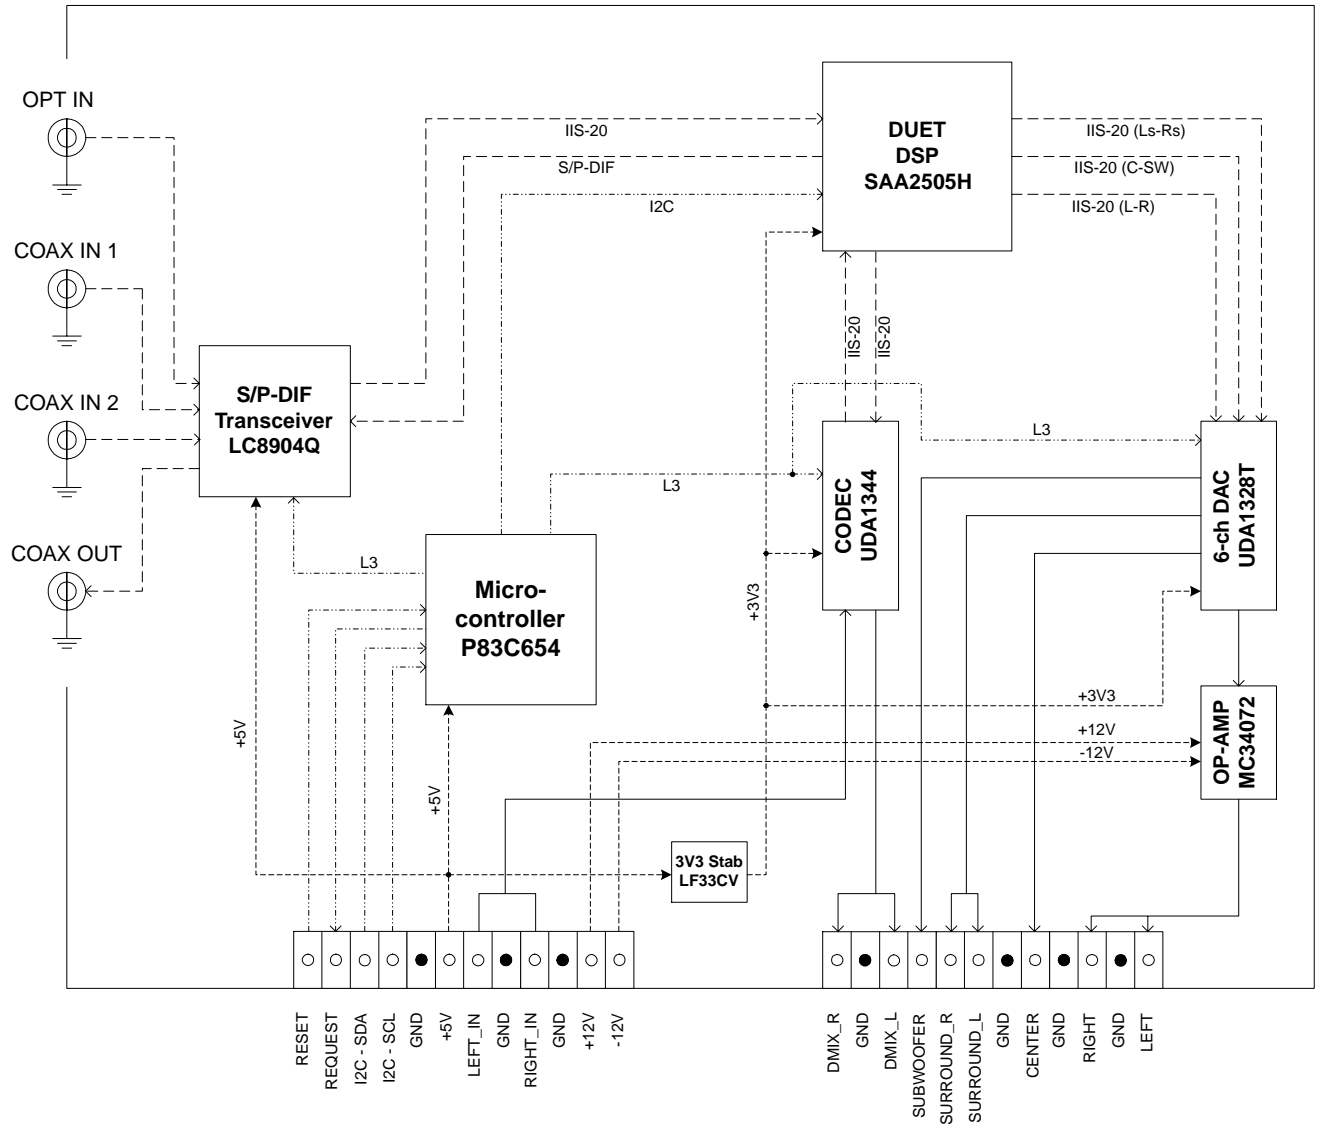 OPT IN
COAX IN 1
COAX IN 2
COAX OUT
S/P-DIF
Transceiver
LC8904Q
IIS-20
S/P-DIF
I2C
DUET
DSP
SAA2505H
IIS-20 (Ls-Rs)
IIS-20 (C-SW)
IIS-20 (L-R)
IIS-20
IIS-20
L3
L3
L3
CODEC
UDA1344
6-ch DAC
UDA1328T
Micro-
controller
P83C654
+3V3
+3V3
+12V
-12V
OP-AMP
MC34072
+5V
+5V
3V3 Stab
LF33CV
RESET
REQUEST
I2C - SDA
I2C - SCL
GND
+5V
LEFT_IN
GND
RIGHT_IN
GND
+12V
-12V
DMIX_R
GND
DMIX_L
SUBWOOFER
SURROUND_R
SURROUND_L
GND
CENTER
GND
RIGHT
GND
LEFT